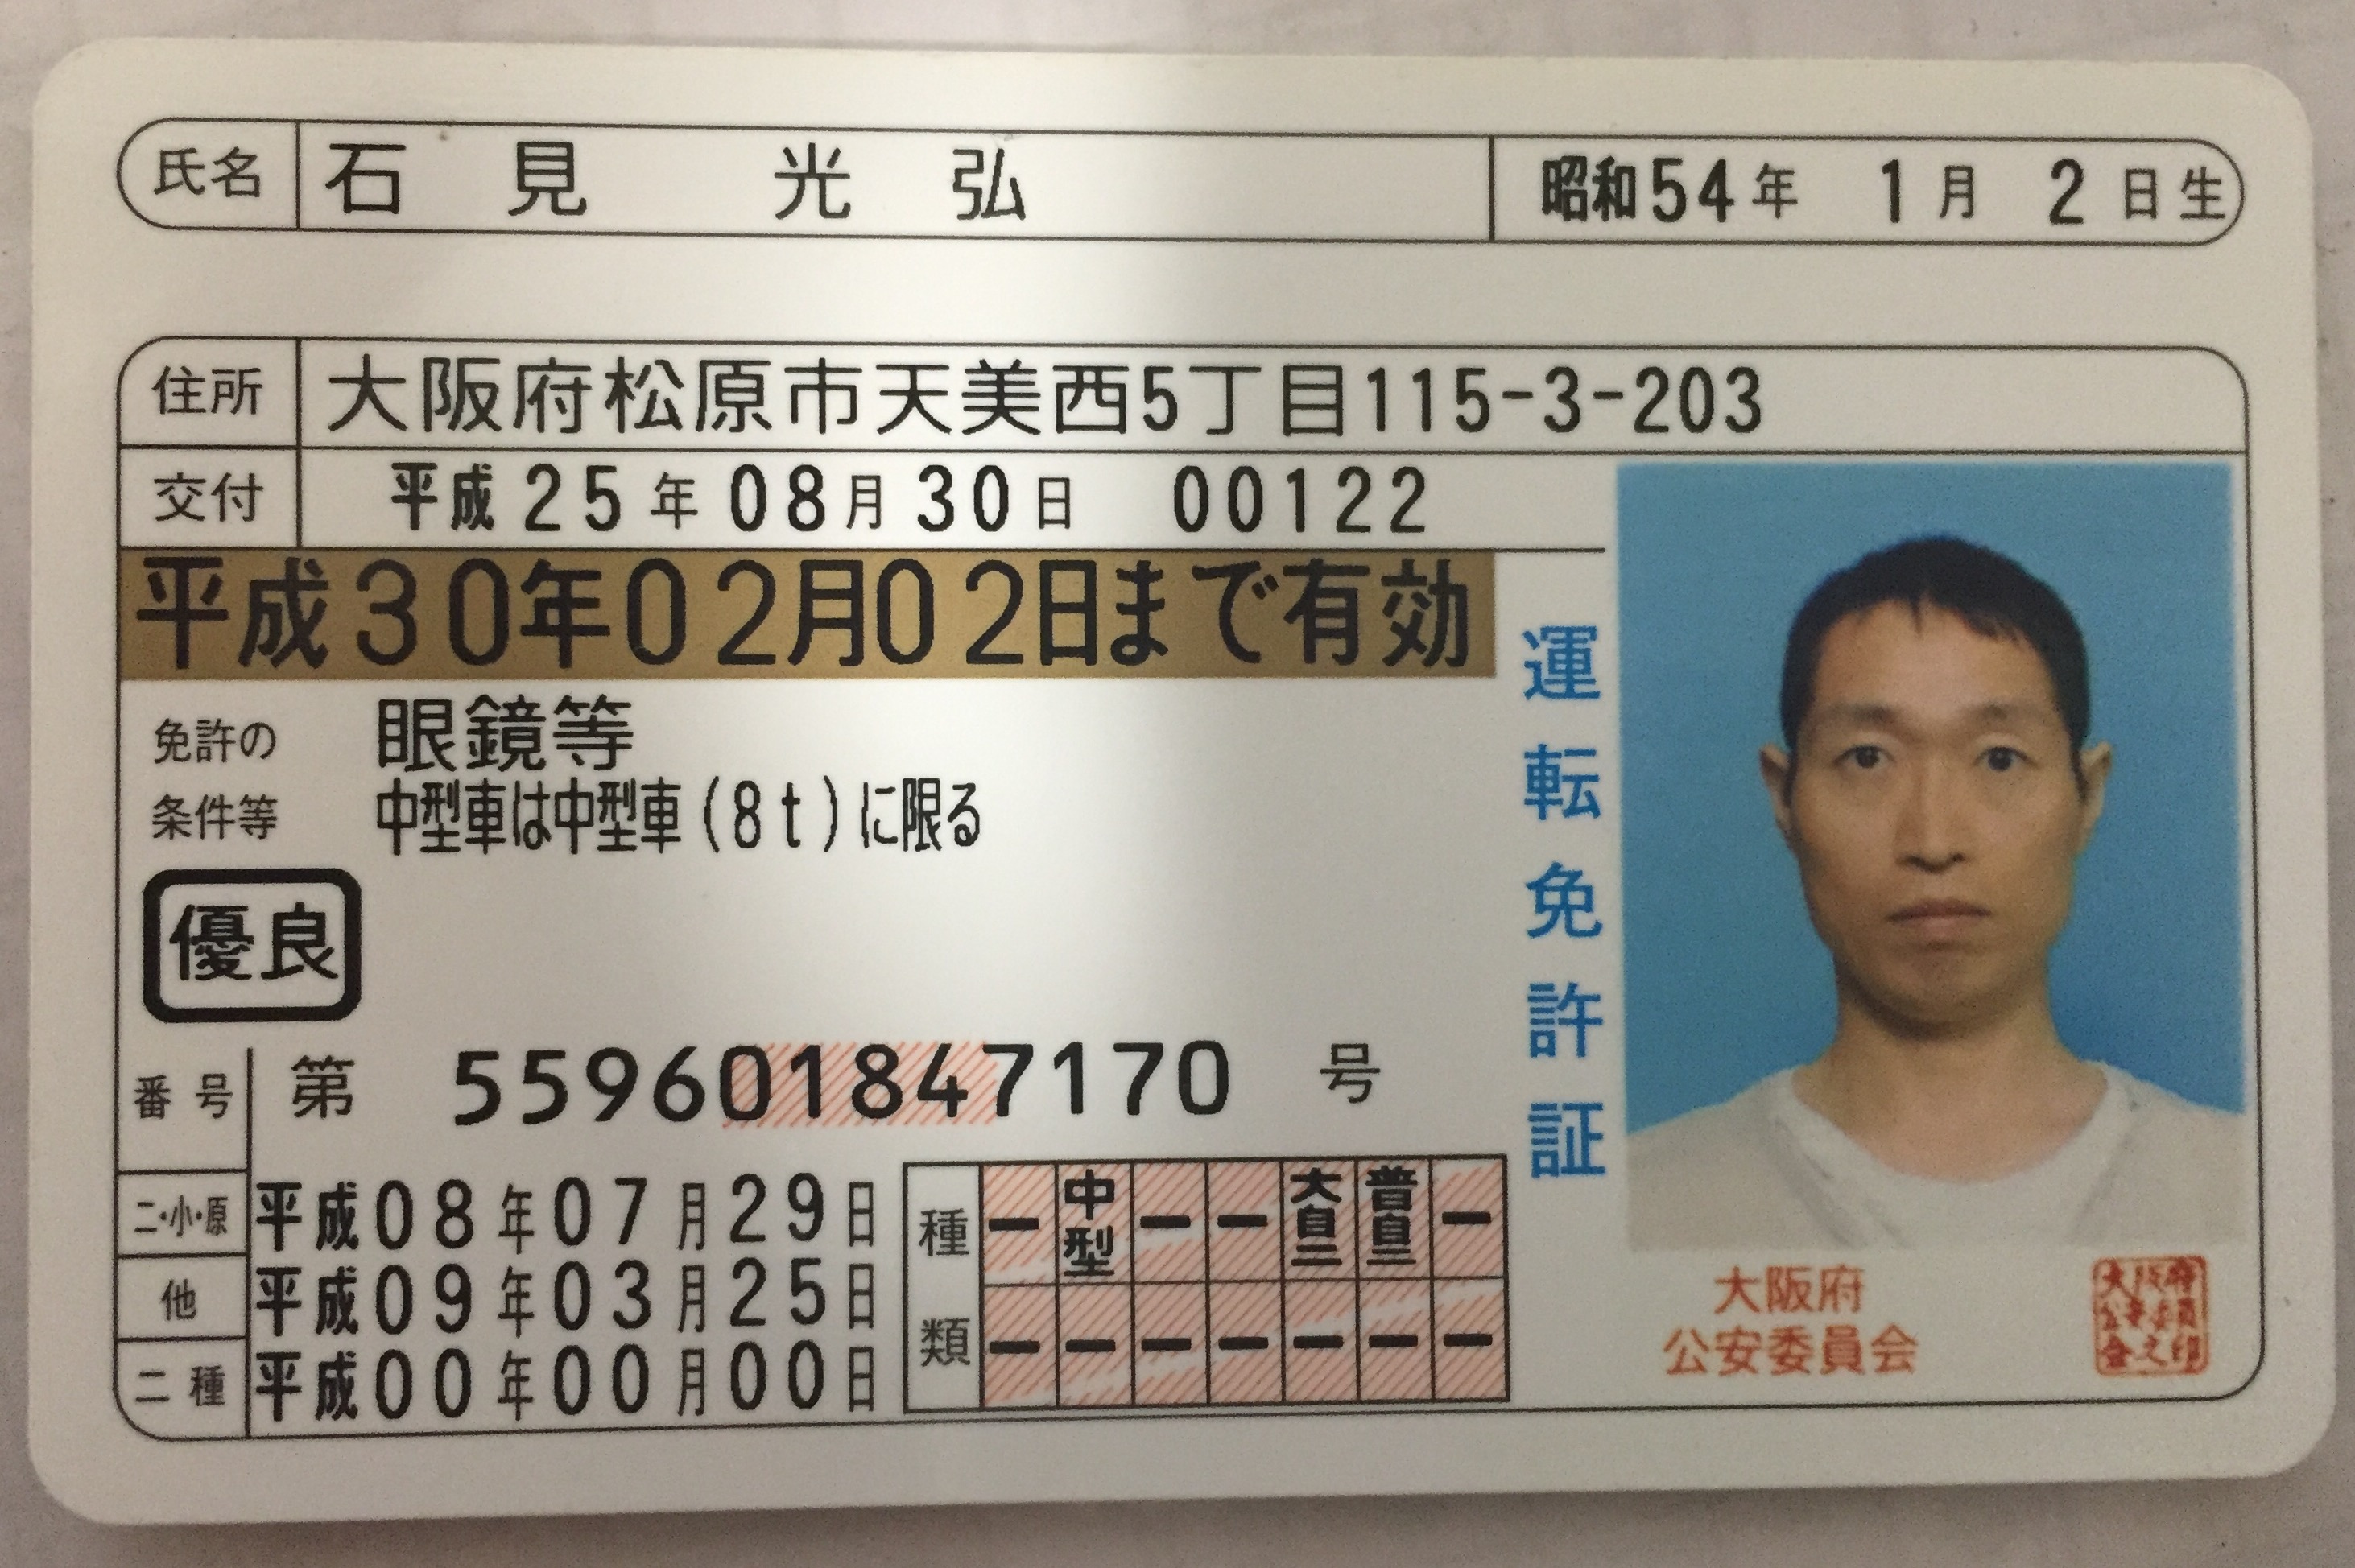 氏名 石見 光弘 昭和54年 1月 2日生
住所 大阪府松原市天美西5丁目115-3-203
交付 平成25年08月30日 00122
平成30年02月02日まで有効
免許の 眼鏡等
条件等 中型車は中型車(8t)に限る
優良
番号 第 559601847170 号
二・小・原 平成08年07月29日
他 平成09年03月25日
二種 平成00年00月00日
種類 ー 中型 ー ー 大自二 普自二 ー
ー ー ー ー ー ー ー
運転免許証
大阪府
公安委員会